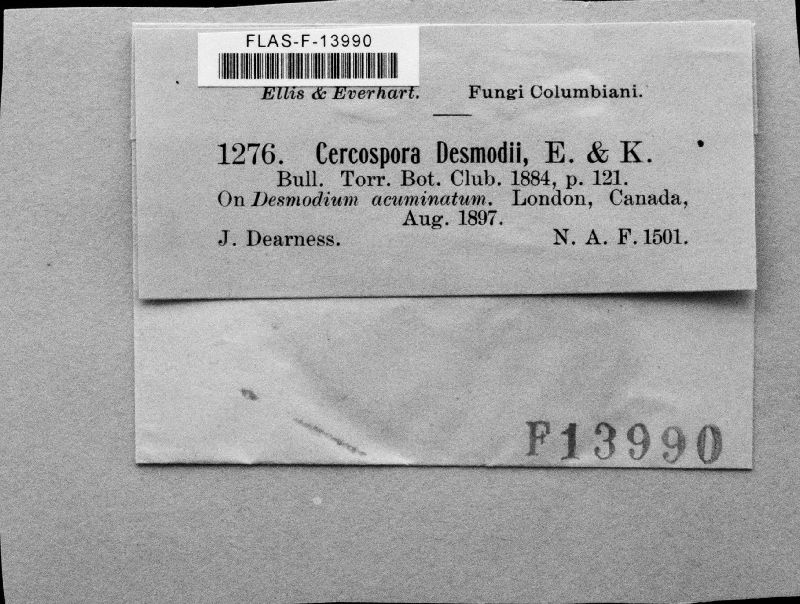 FLAS-F-13990
Ellis & Everhart. Fungi Columbiani.
1276. Cercospora Desmodii, E. & K.
Bull. Torr. Bot. Club. 1884, p. 121.
On Desmodium acuminatum. London, Canada,
Aug. 1897.
J. Dearness. N. A. F. 1501.
F13990